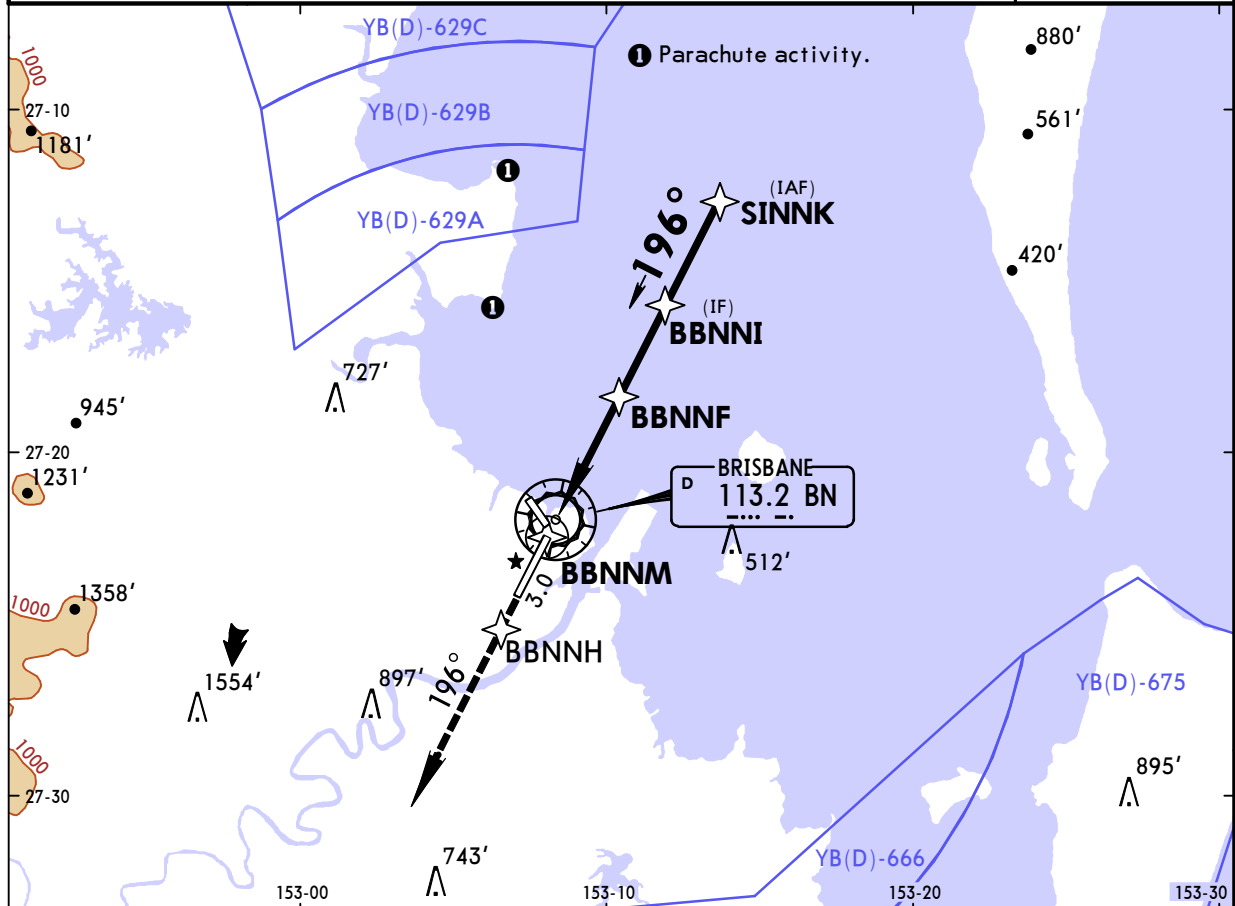 YB(D)-629C
❶ Parachute activity.
880'
1000
27-10
YB(D)-629B
561'
1181'
1
196°
(IAF)
SINNK
YB(D)-629A
420'
1
(IF)
BBNNI
727'
945'
BBNNF
27-20
1231'
BRISBANE
D 113.2 BN
512'
BBNNM
3.0
1358'
1000
BBNNH
1554'
897'
196°
YB(D)-675
1000
895'
27-30
743'
YB(D)-666
153-00
153-10
153-20
153-30